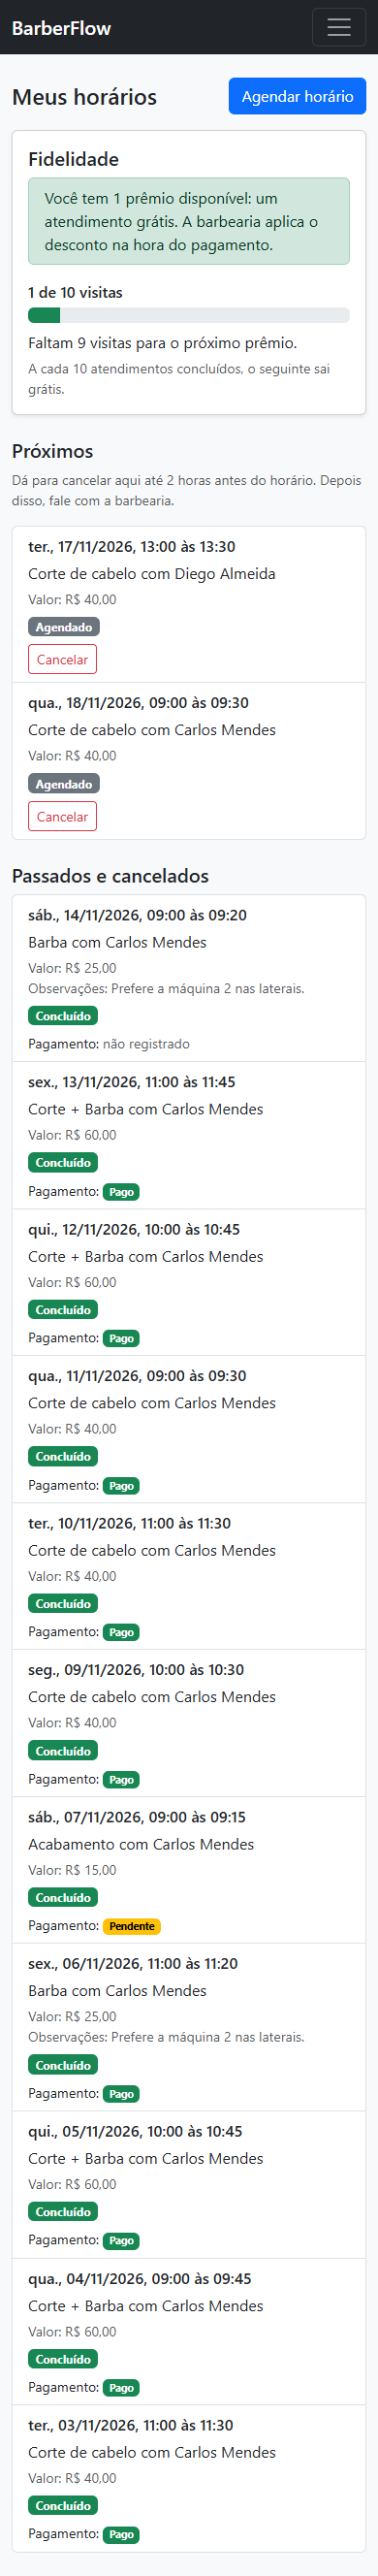 BarberFlow
Meus horários
Agendar horário
Fidelidade
Você tem 1 prêmio disponível: um
atendimento grátis. A barbearia aplica o
desconto na hora do pagamento.
1 de 10 visitas
Faltam 9 visitas para o próximo prêmio.
A cada 10 atendimentos concluídos, o seguinte sai
grátis.
Próximos
Dá para cancelar aqui até 2 horas antes do horário. Depois
disso, fale com a barbearia.
ter., 17/11/2026, 13:00 às 13:30
Corte de cabelo com Diego Almeida
Valor: R$ 40,00
Agendado
Cancelar
qua., 18/11/2026, 09:00 às 09:30
Corte de cabelo com Carlos Mendes
Valor: R$ 40,00
Agendado
Cancelar
Passados e cancelados
sáb., 14/11/2026, 09:00 às 09:20
Barba com Carlos Mendes
Valor: R$ 25,00
Observações: Prefere a máquina 2 nas laterais.
Concluído
Pagamento: não registrado
sex., 13/11/2026, 11:00 às 11:45
Corte + Barba com Carlos Mendes
Valor: R$ 60,00
Concluído
Pagamento: Pago
qui., 12/11/2026, 10:00 às 10:45
Corte + Barba com Carlos Mendes
Valor: R$ 60,00
Concluído
Pagamento: Pago
qua., 11/11/2026, 09:00 às 09:30
Corte de cabelo com Carlos Mendes
Valor: R$ 40,00
Concluído
Pagamento: Pago
ter., 10/11/2026, 11:00 às 11:30
Corte de cabelo com Carlos Mendes
Valor: R$ 40,00
Concluído
Pagamento: Pago
seg., 09/11/2026, 10:00 às 10:30
Corte de cabelo com Carlos Mendes
Valor: R$ 40,00
Concluído
Pagamento: Pago
sáb., 07/11/2026, 09:00 às 09:15
Acabamento com Carlos Mendes
Valor: R$ 15,00
Concluído
Pagamento: Pendente
sex., 06/11/2026, 11:00 às 11:20
Barba com Carlos Mendes
Valor: R$ 25,00
Observações: Prefere a máquina 2 nas laterais.
Concluído
Pagamento: Pago
qui., 05/11/2026, 10:00 às 10:45
Corte + Barba com Carlos Mendes
Valor: R$ 60,00
Concluído
Pagamento: Pago
qua., 04/11/2026, 09:00 às 09:45
Corte + Barba com Carlos Mendes
Valor: R$ 60,00
Concluído
Pagamento: Pago
ter., 03/11/2026, 11:00 às 11:30
Corte de cabelo com Carlos Mendes
Valor: R$ 40,00
Concluído
Pagamento: Pago